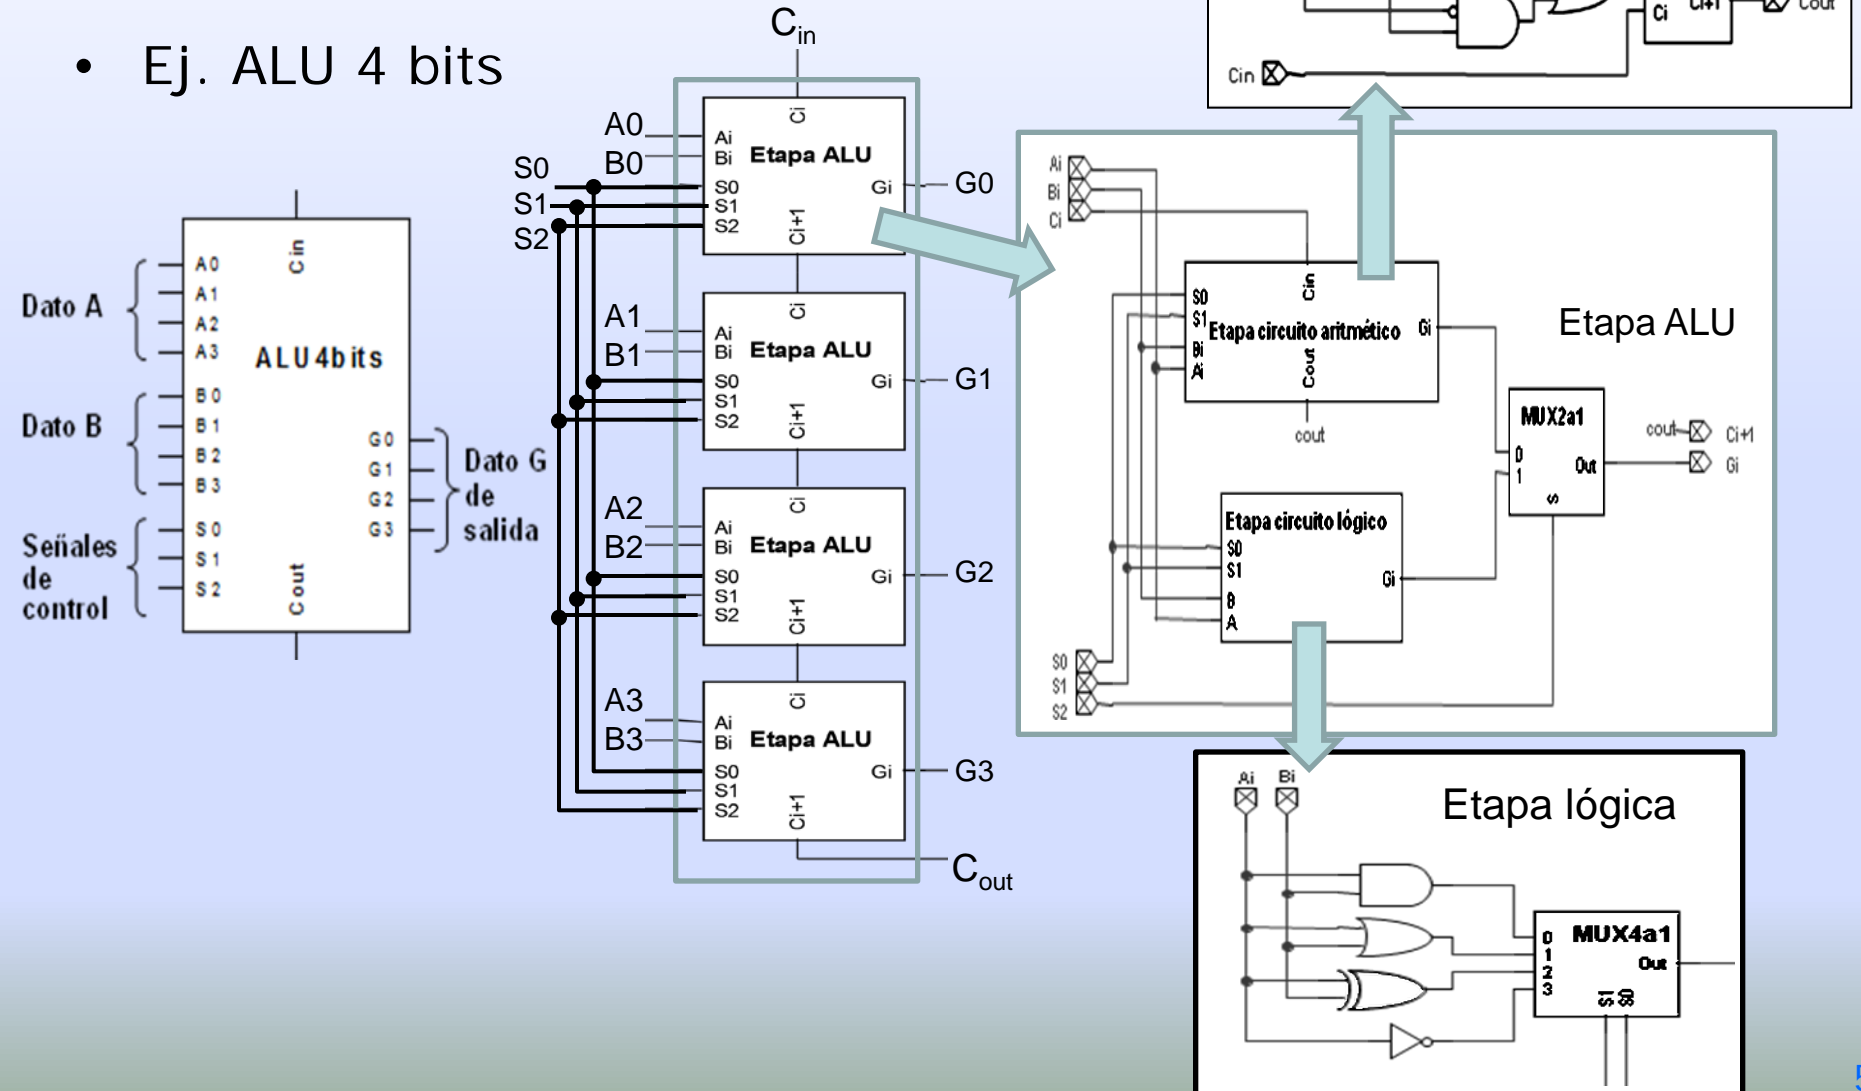 • Ej. ALU 4 bits
Dato A
Dato B
Señales
de
control
A0
A1
A2
A3
B0
B1
B2
B3
S0
S1
S2
Cin
ALU 4bits
Cout
G0
G1
G2
G3
Dato G
de
salida
Cin
S0
S1
S2
A0
B0
Ci
Ai
Bi
Etapa ALU
S0
S1
S2
Gi
Ci+1
G0
A1
B1
Ci
Ai
Bi
Etapa ALU
S0
S1
S2
Gi
Ci+1
G1
A2
B2
Ci
Ai
Bi
Etapa ALU
S0
S1
S2
Gi
Ci+1
G2
A3
B3
Ci
Ai
Bi
Etapa ALU
S0
S1
S2
Gi
Ci+1
G3
Cout
Ci
Ci+1
Cout
Cin
Ai
Bi
Ci
S0
S1
Bi
Ai
Cin
Etapa circuito aritmético
Cout
Gi
cout
Etapa ALU
MUX2a1
0
1
Out
S
cout
Ci+1
Gi
Etapa circuito lógico
S0
S1
B
A
Gi
S0
S1
S2
Ai
Bi
Etapa lógica
MUX4a1
0
1
2
3
Out
S1
S0